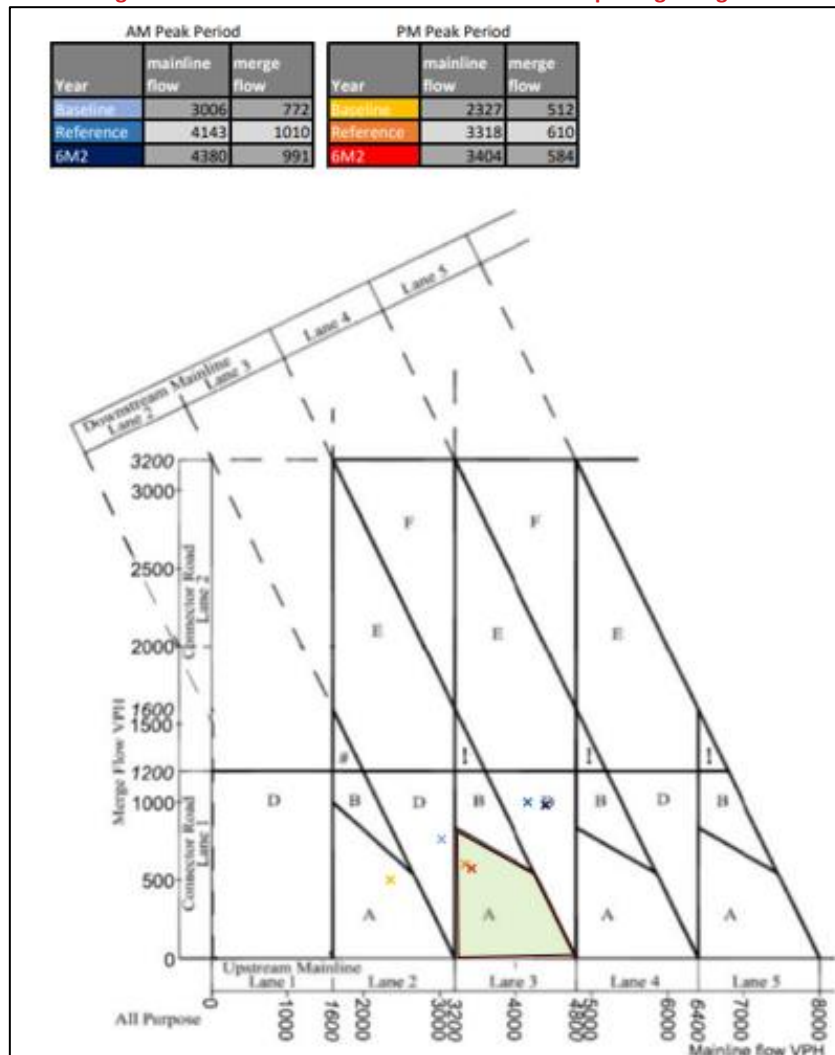 AM Peak Period
Year mainline flow merge flow
Baseline 3006 772
Reference 4143 1010
6M2 4380 991
PM Peak Period
Year mainline flow merge flow
Baseline 2327 512
Reference 3318 610
6M2 3404 584
Downstream Mainline
Lane 2 Lane 3 Lane 4 Lane 5
3200
3000
2500
2000
1600
1500
1200
1000
500
0
Merge Flow VPH
Connector Road
Lane 2
Connector Road
Lane 1
F F
E E E
# I I I
D B D B D B D B
A A A A
Upstream Mainline
Lane 1 Lane 2 Lane 3 Lane 4 Lane 5
All Purpose
0 1000 1600 2000 3000 3200 4000 4800 5000 6000 6400 7000 8000
Mainline flow VPH